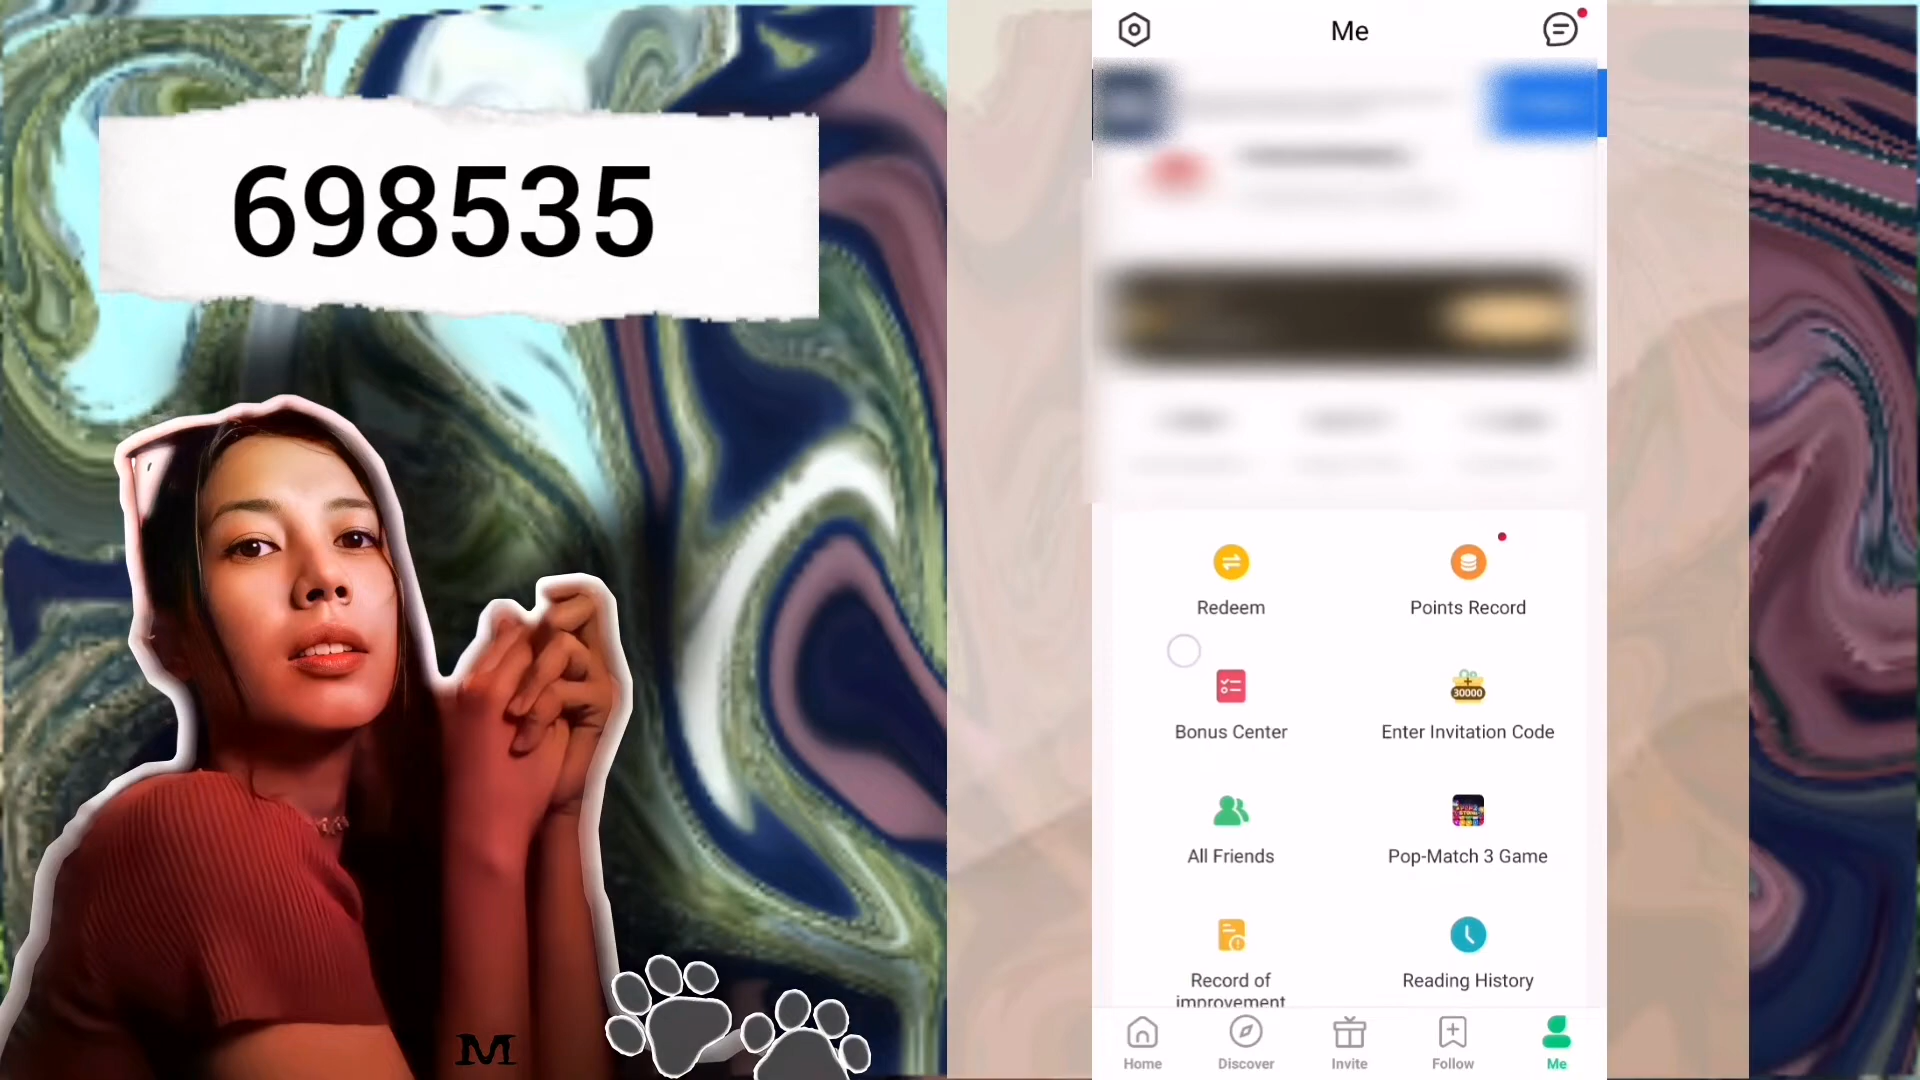 698535
M
Me
Redeem
Points Record
30000
Bonus Center
Enter Invitation Code
All Friends
Pop-Match 3 Game
Record of
improvement
Reading History
Home
Discover
Invite
Follow
Me